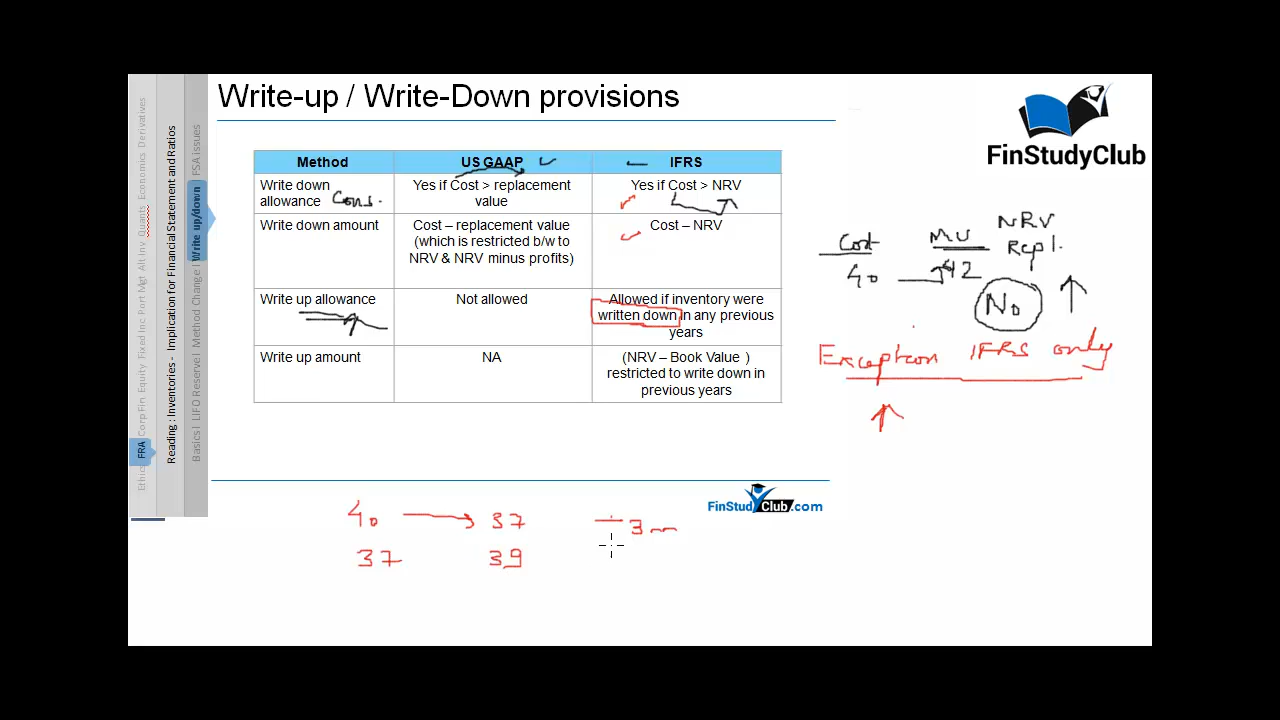 Write-up / Write-Down provisions
FinStudyClub
Method US GAAP IFRS
Write down allowance Cons. Yes if Cost > replacement value Yes if Cost > NRV
Write down amount Cost – replacement value (which is restricted b/w to NRV & NRV minus profits) Cost – NRV
Write up allowance Not allowed Allowed if inventory were written down in any previous years
Write up amount NA (NRV – Book Value ) restricted to write down in previous years
Cost MV NRV
Repl.
40 42
No
Exception IFRS only
FinStudyClub.com
40 37 3
37 39
Ethics Quants Economics Derivatives
FRA Corp Fin Equity Fixed Inc Port Mgt Alt Inv
Reading : Inventories - Implication for Financial Statement and Ratios
Basics | LIFO Reserve | Method Change | Write up/down | FSA issues